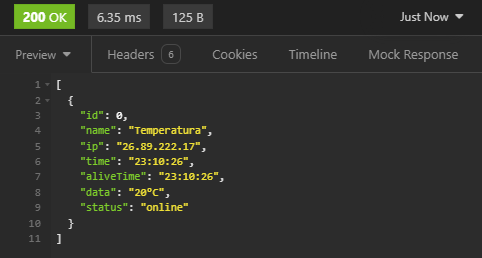 200 OK 6.35 ms 125 B Just Now
Preview Headers 6 Cookies Timeline Mock Response
1 [
2 {
3 "id": 0,
4 "name": "Temperatura",
5 "ip": "26.89.222.17",
6 "time": "23:10:26",
7 "aliveTime": "23:10:26",
8 "data": "20ºC",
9 "status": "online"
10 }
11 ]